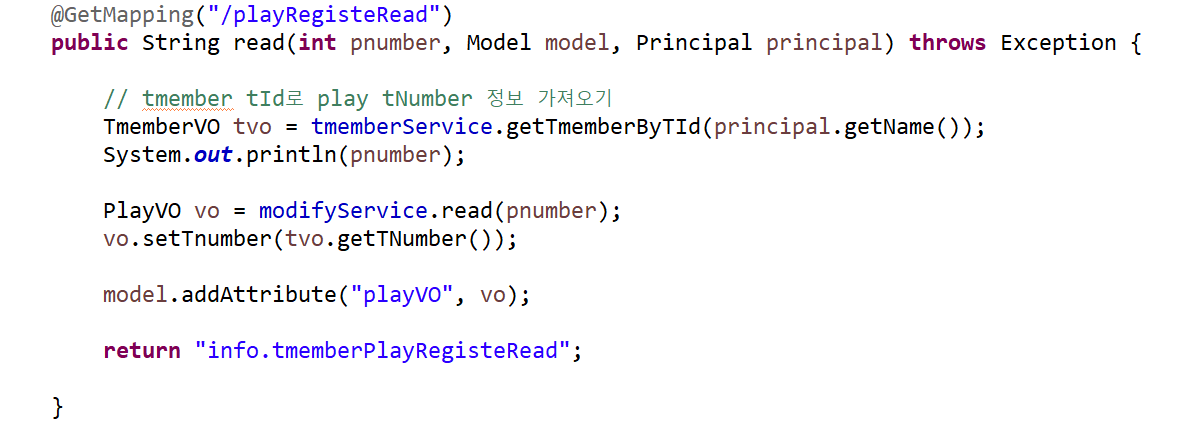 @GetMapping("/playRegisteRead")
public String read(int pnumber, Model model, Principal principal) throws Exception {
// tmember tId로 play tNumber 정보 가져오기
TmemberVO tvo = tmemberService.getTmemberByTId(principal.getName());
System.out.println(pnumber);
PlayVO vo = modifyService.read(pnumber);
vo.setTnumber(tvo.getTNumber());
model.addAttribute("playVO", vo);
return "info.tmemberPlayRegisteRead";
}